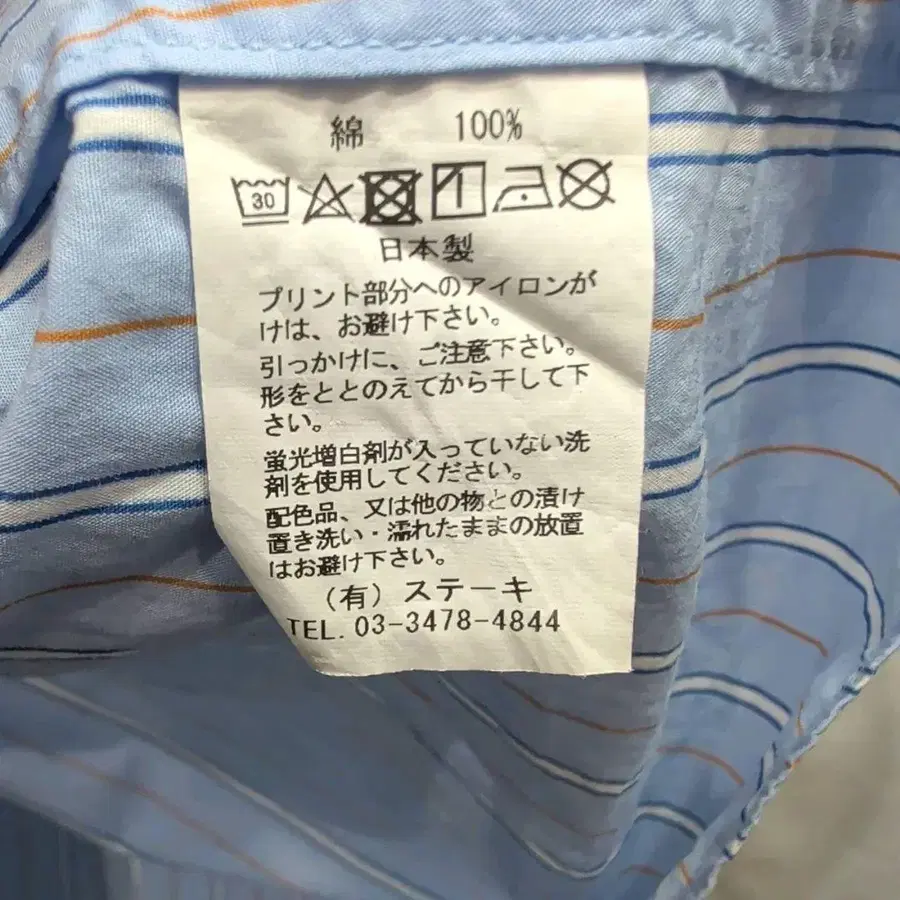 綿 100%
30
日本製
プリント部分へのアイロンが
けは、お避け下さい。
引っかけに、ご注意下さい。
形をととのえてから干して下
さい。
蛍光増白剤が入っていない洗
剤を使用してください。
配色品、又は他の物との漬け
置き洗い・濡れたままの放置
はお避け下さい。
(有) ステーキ
TEL. 03-3478-4844